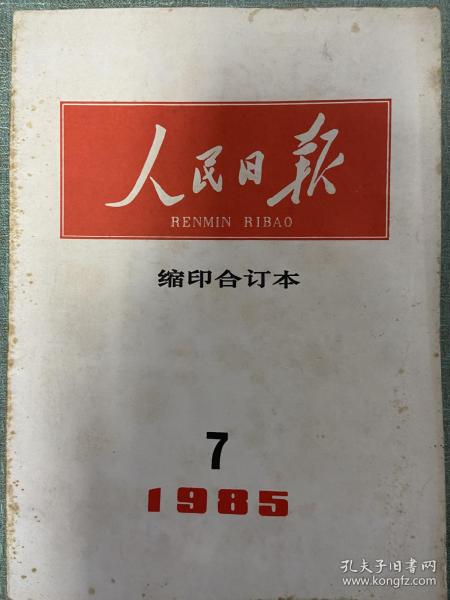 人民日报
RENMIN RIBAO
缩印合订本
7
1985
孔夫子旧书网
www.kongfz.com